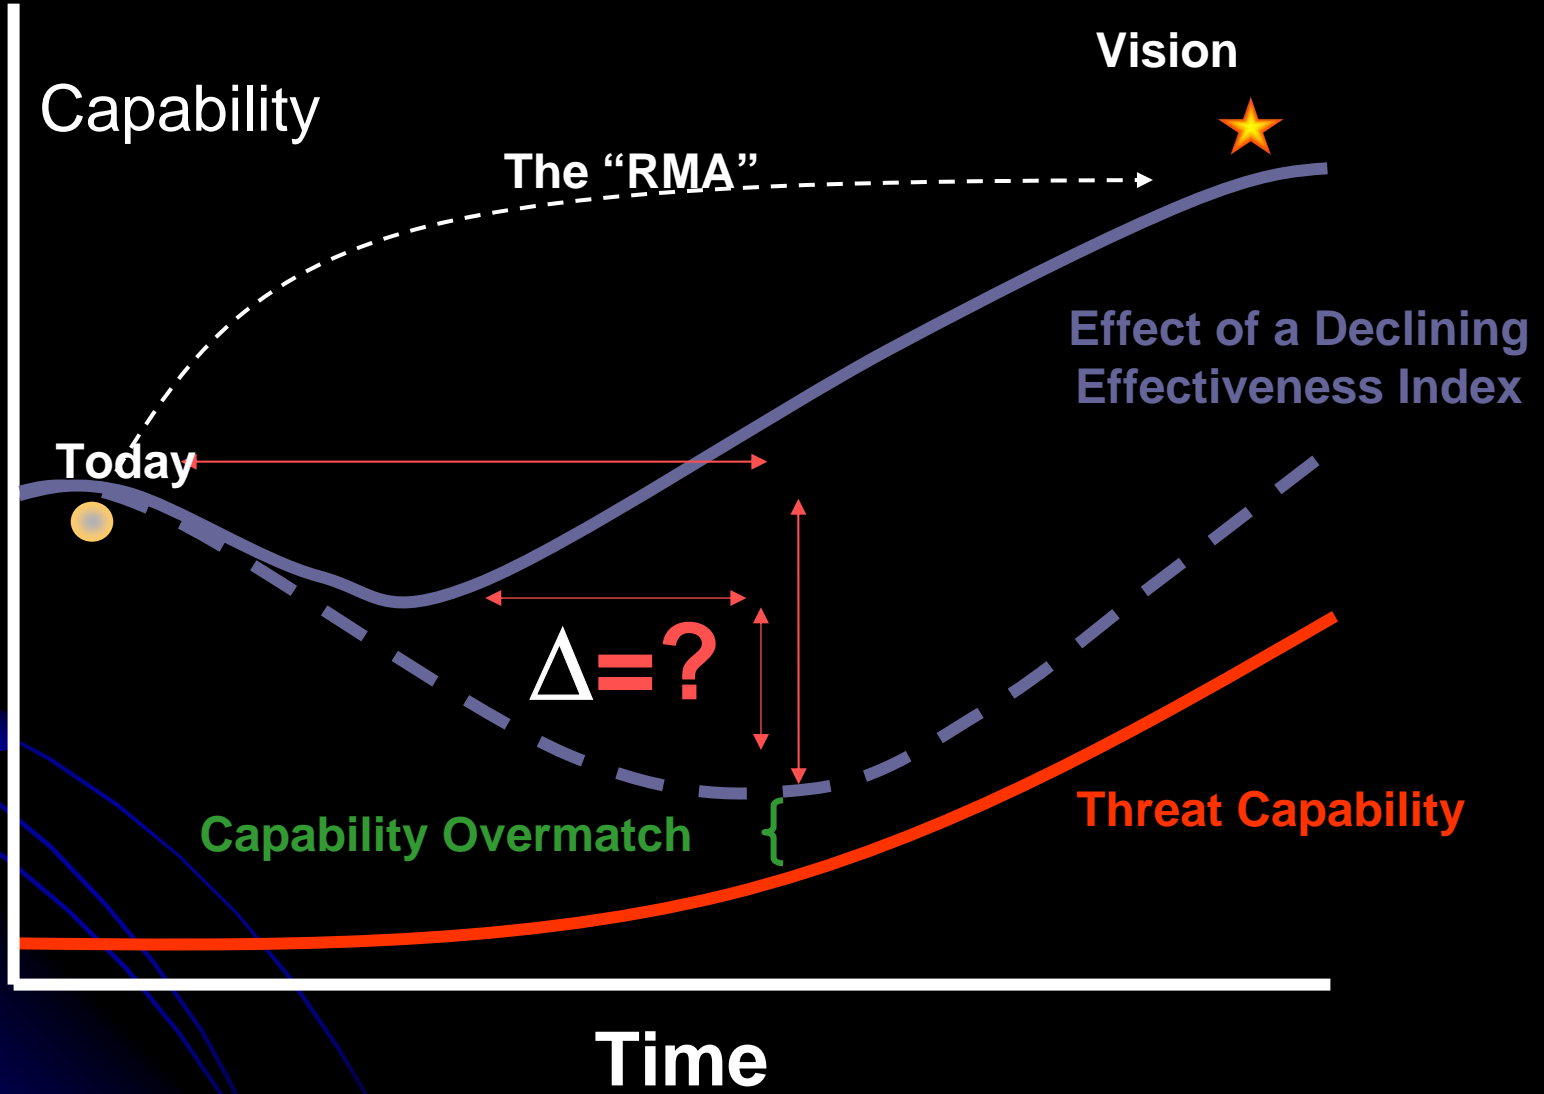 Vision
Capability
The “RMA”
Effect of a Declining
Effectiveness Index
Today
Δ=?
Capability Overmatch {
Threat Capability
Time